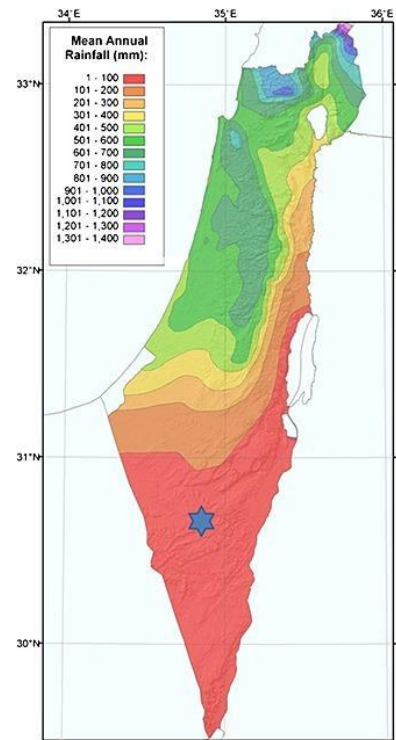 34°E 35°E 36°E
Mean Annual
Rainfall (mm):
1 - 100
101 - 200
201 - 300
301 - 400
401 - 500
501 - 600
601 - 700
701 - 800
801 - 900
901 - 1,000
1,001 - 1,100
1,101 - 1,200
1,201 - 1,300
1,301 - 1,400
33°N
32°N
31°N
30°N